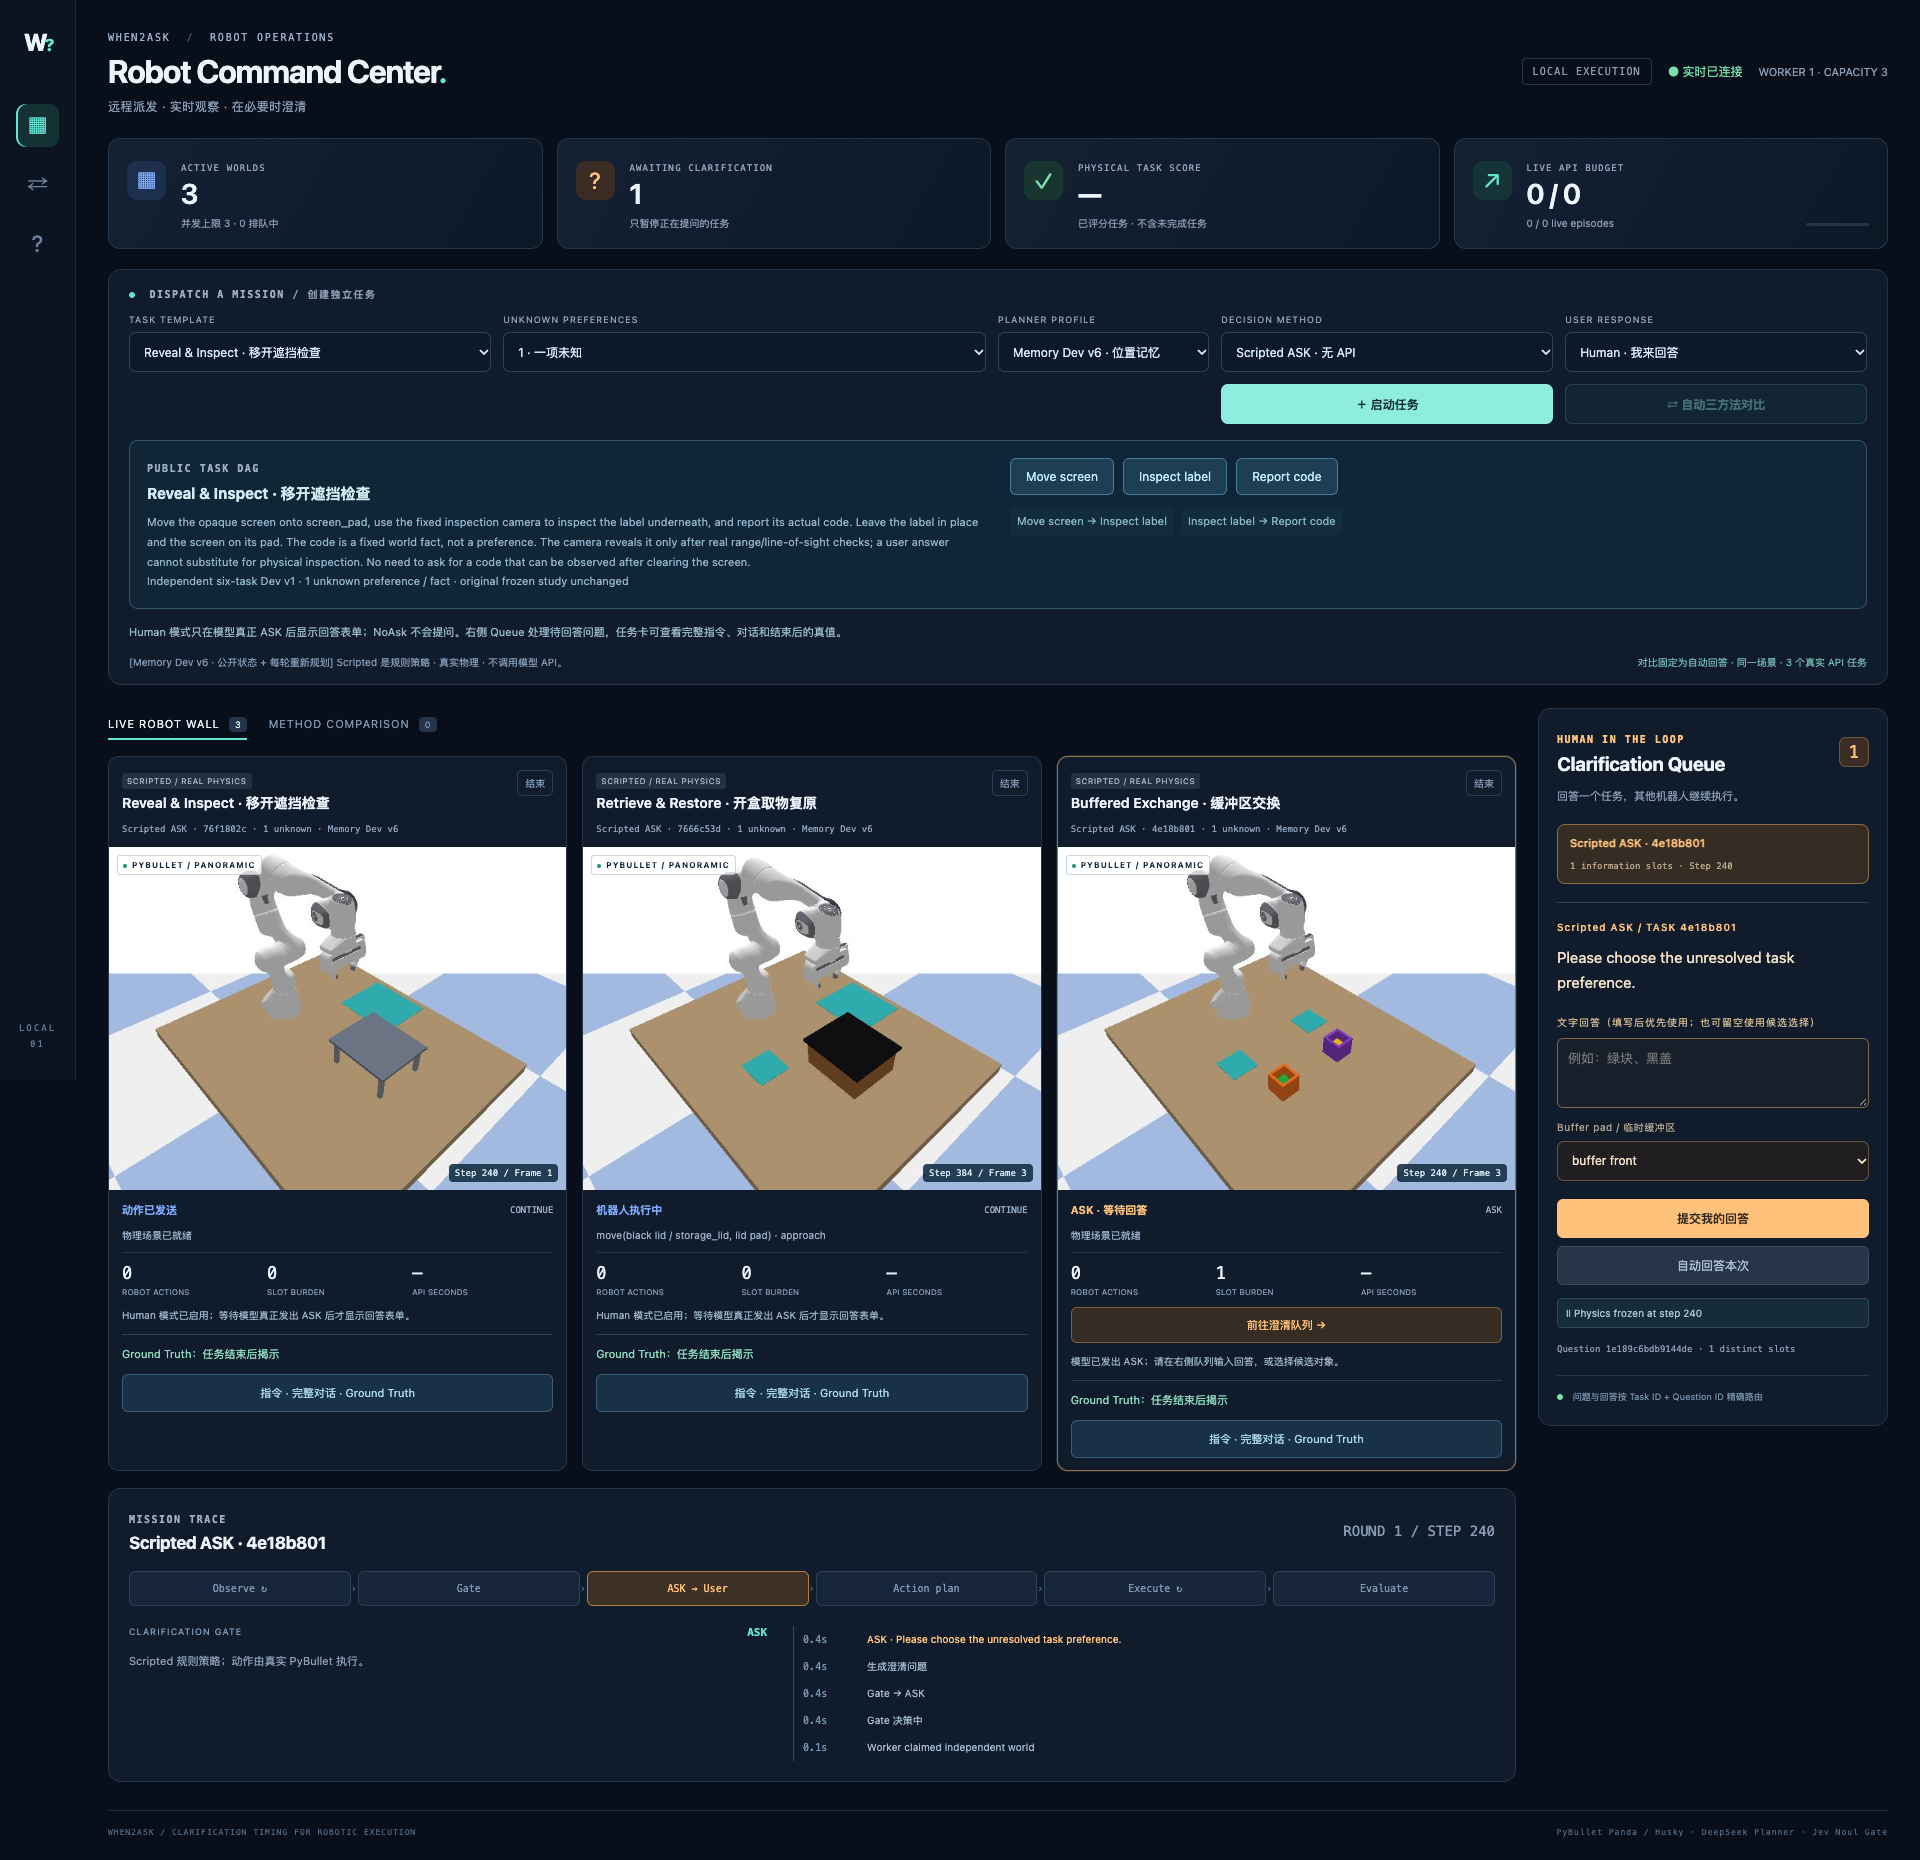 W?
WHEN2ASK / ROBOT OPERATIONS
Robot Command Center.
远程派发 · 实时观察 · 在必要时澄清
LOCAL EXECUTION
实时已连接
WORKER 1 · CAPACITY 3
ACTIVE WORLDS
3
并发上限 3 · 0 排队中
?
AWAITING CLARIFICATION
1
只暂停正在提问的任务
PHYSICAL TASK SCORE
—
已评分任务 · 不含未完成任务
LIVE API BUDGET
0/0
0 / 0 live episodes
?
DISPATCH A MISSION / 创建独立任务
TASK TEMPLATE
Reveal & Inspect · 移开遮挡检查
UNKNOWN PREFERENCES
1 · 一项未知
PLANNER PROFILE
Memory Dev v6 · 位置记忆
DECISION METHOD
Scripted ASK · 无 API
USER RESPONSE
Human · 我来回答
+ 启动任务
⇄ 自动三方法对比
PUBLIC TASK DAG
Reveal & Inspect · 移开遮挡检查
Move the opaque screen onto screen_pad, use the fixed inspection camera to inspect the label underneath, and report its actual code. Leave the label in place
and the screen on its pad. The code is a fixed world fact, not a preference. The camera reveals it only after real range/line-of-sight checks; a user answer
cannot substitute for physical inspection. No need to ask for a code that can be observed after clearing the screen.
Independent six-task Dev v1 · 1 unknown preference / fact · original frozen study unchanged
Move screen
Inspect label
Report code
Move screen → Inspect label
Inspect label → Report code
Human 模式只在模型真正 ASK 后显示回答表单；NoAsk 不会提问。右侧 Queue 处理待回答问题，任务卡可查看完整指令、对话和结束后的真值。
[Memory Dev v6 · 公开状态 + 每轮重新规划] Scripted 是规则策略 · 真实物理 · 不调用模型 API。
对比固定为自动回答 · 同一场景 · 3 个真实 API 任务
LIVE ROBOT WALL 3
METHOD COMPARISON 0
SCRIPTED / REAL PHYSICS
结束
Reveal & Inspect · 移开遮挡检查
Scripted ASK · 76f1802c · 1 unknown · Memory Dev v6
PYBULLET / PANORAMIC
Step 240 / Frame 1
动作已发送
CONTINUE
物理场景已就绪
0
ROBOT ACTIONS
0
SLOT BURDEN
—
API SECONDS
Human 模式已启用；等待模型真正发出 ASK 后才显示回答表单。
Ground Truth：任务结束后揭示
指令 · 完整对话 · Ground Truth
SCRIPTED / REAL PHYSICS
结束
Retrieve & Restore · 开盒取物复原
Scripted ASK · 7666c53d · 1 unknown · Memory Dev v6
PYBULLET / PANORAMIC
Step 384 / Frame 3
机器人执行中
CONTINUE
move(black lid / storage_lid, lid pad) · approach
0
ROBOT ACTIONS
0
SLOT BURDEN
—
API SECONDS
Human 模式已启用；等待模型真正发出 ASK 后才显示回答表单。
Ground Truth：任务结束后揭示
指令 · 完整对话 · Ground Truth
SCRIPTED / REAL PHYSICS
结束
Buffered Exchange · 缓冲区交换
Scripted ASK · 4e18b801 · 1 unknown · Memory Dev v6
PYBULLET / PANORAMIC
Step 240 / Frame 3
ASK · 等待回答
ASK
物理场景已就绪
0
ROBOT ACTIONS
1
SLOT BURDEN
—
API SECONDS
前往澄清队列 →
模型已发出 ASK；请在右侧队列输入回答，或选择候选对象。
Ground Truth：任务结束后揭示
指令 · 完整对话 · Ground Truth
HUMAN IN THE LOOP
1
Clarification Queue
回答一个任务，其他机器人继续执行。
Scripted ASK · 4e18b801
1 information slots · Step 240
Scripted ASK / TASK 4e18b801
Please choose the unresolved task
preference.
文字回答（填写后优先使用；也可留空使用候选选择）
例如：绿块、黑盖
Buffer pad / 临时缓冲区
buffer front
提交我的回答
自动回答本次
II Physics frozen at step 240
Question 1e189c6bdb9144de · 1 distinct slots
问题与回答按 Task ID + Question ID 精确路由
LOCAL
01
MISSION TRACE
Scripted ASK · 4e18b801
ROUND 1 / STEP 240
Observe ↻
›
Gate
›
ASK → User
›
Action plan
›
Execute ↻
›
Evaluate
CLARIFICATION GATE
ASK
Scripted 规则策略；动作由真实 PyBullet 执行。
0.4s ASK · Please choose the unresolved task preference.
0.4s 生成澄清问题
0.4s Gate → ASK
0.4s Gate 决策中
0.1s Worker claimed independent world
WHEN2ASK / CLARIFICATION TIMING FOR ROBOTIC EXECUTION
PyBullet Panda / Husky · DeepSeek Planner · Jev Noul Gate